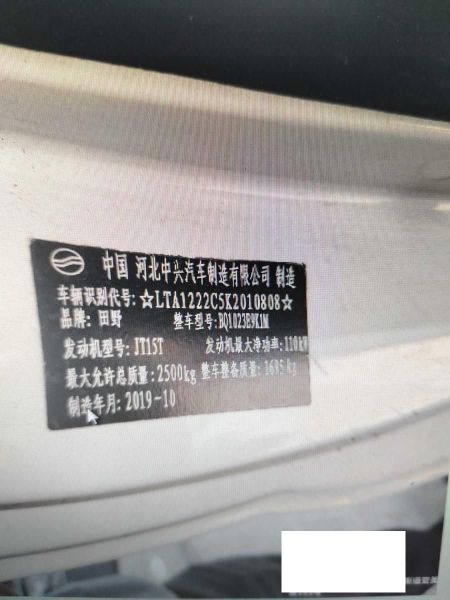 中国 河北中兴汽车制造有限公司 制造
车辆识别代号: ☆LTA1222C5K2010808☆
品牌: 田野 整车型号: BQ1023E9K1M
发动机型号: JT15T 发动机最大净功率: 110kW
最大允许总质量: 2500kg 整车整备质量: 1695 kg
制造年月: 2019-10